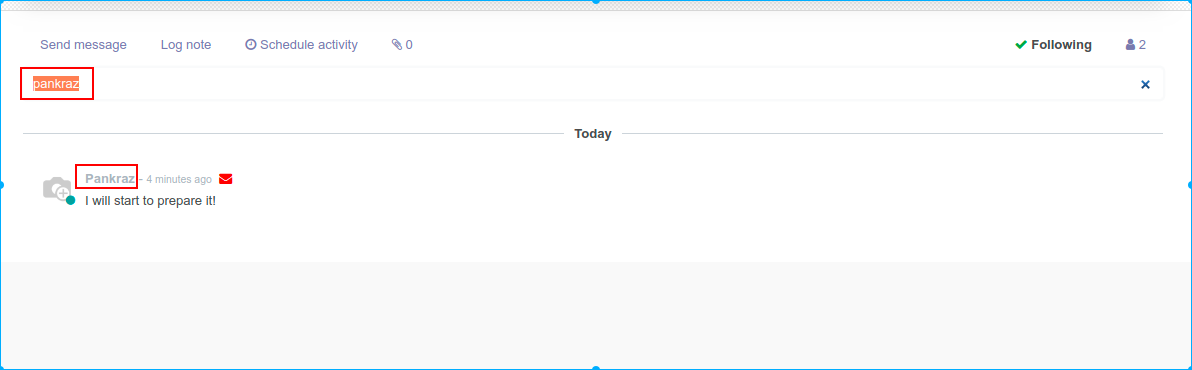 Send message Log note Schedule activity 0 Following 2
pankraz
Today
Pankraz - 4 minutes ago
I will start to prepare it!